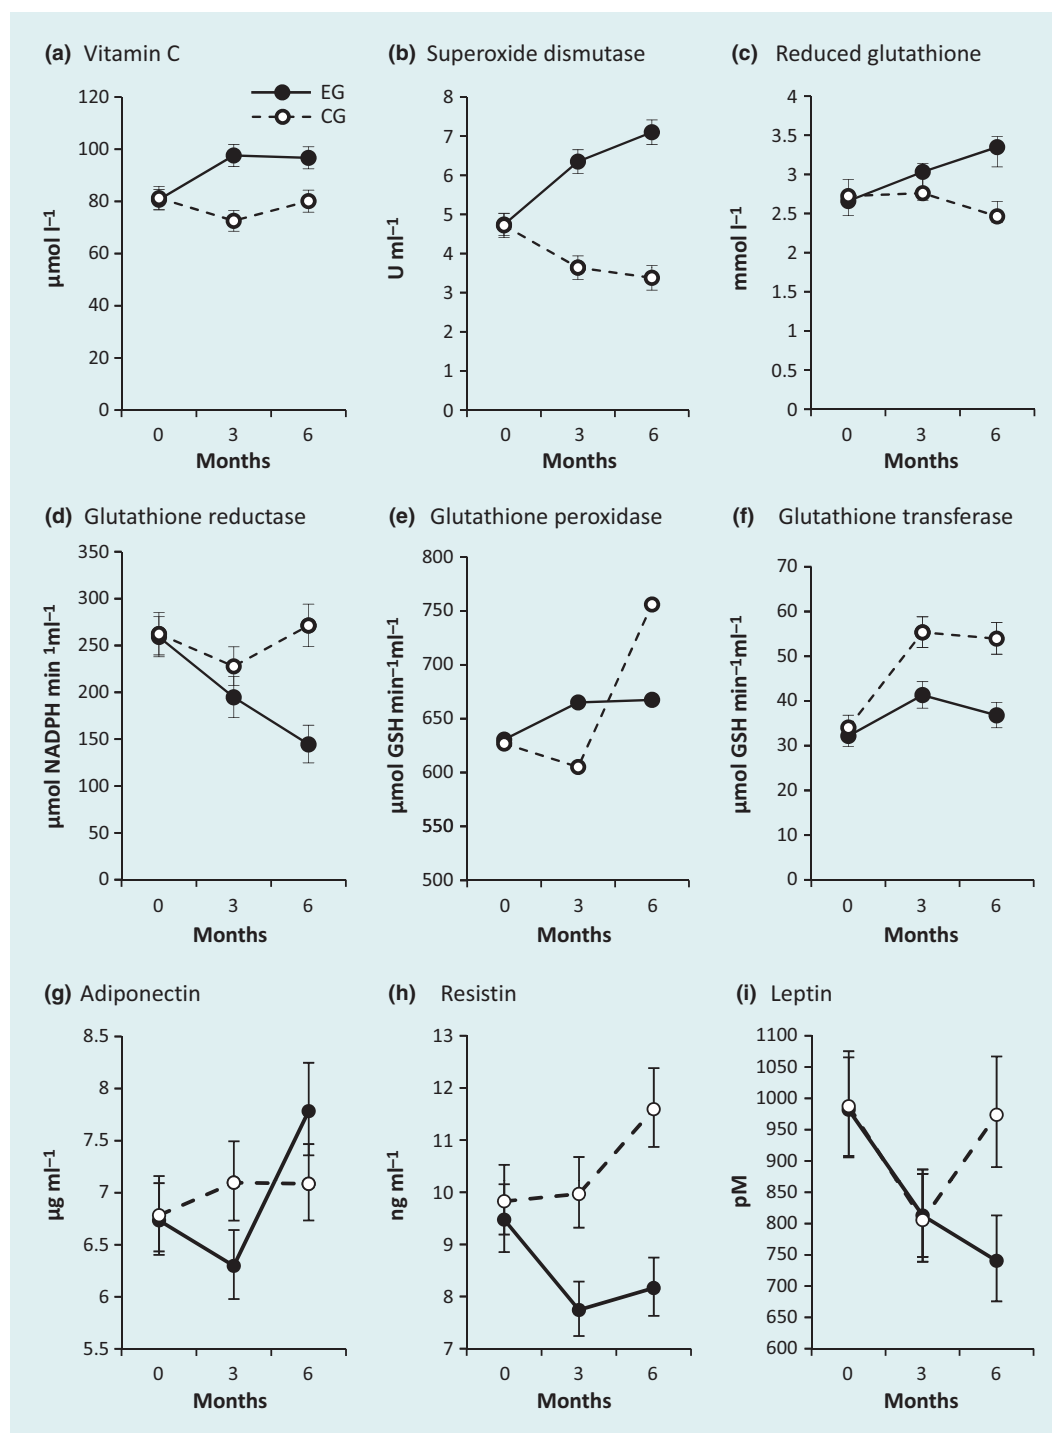 (a) Vitamin C
EG
CG
120
100
80
60
40
20
0
µmol l–1
0 3 6
Months
(b) Superoxide dismutase
8
7
6
5
4
3
2
1
0
U ml–1
0 3 6
Months
(c) Reduced glutathione
4
3.5
3
2.5
2
1.5
1
0.5
0
mmol l–1
0 3 6
Months
(d) Glutathione reductase
350
300
250
200
150
100
50
0
µmol NADPH min 1ml–1
0 3 6
Months
(e) Glutathione peroxidase
800
750
700
650
600
550
500
µmol GSH min–1ml–1
0 3 6
Months
(f) Glutathione transferase
70
60
50
40
30
20
10
0
µmol GSH min–1ml–1
0 3 6
Months
(g) Adiponectin
8.5
8
7.5
7
6.5
6
5.5
µg ml–1
0 3 6
Months
(h) Resistin
13
12
11
10
9
8
7
ng ml–1
0 3 6
Months
(i) Leptin
1100
1050
1000
950
900
850
800
750
700
650
600
pM
0 3 6
Months